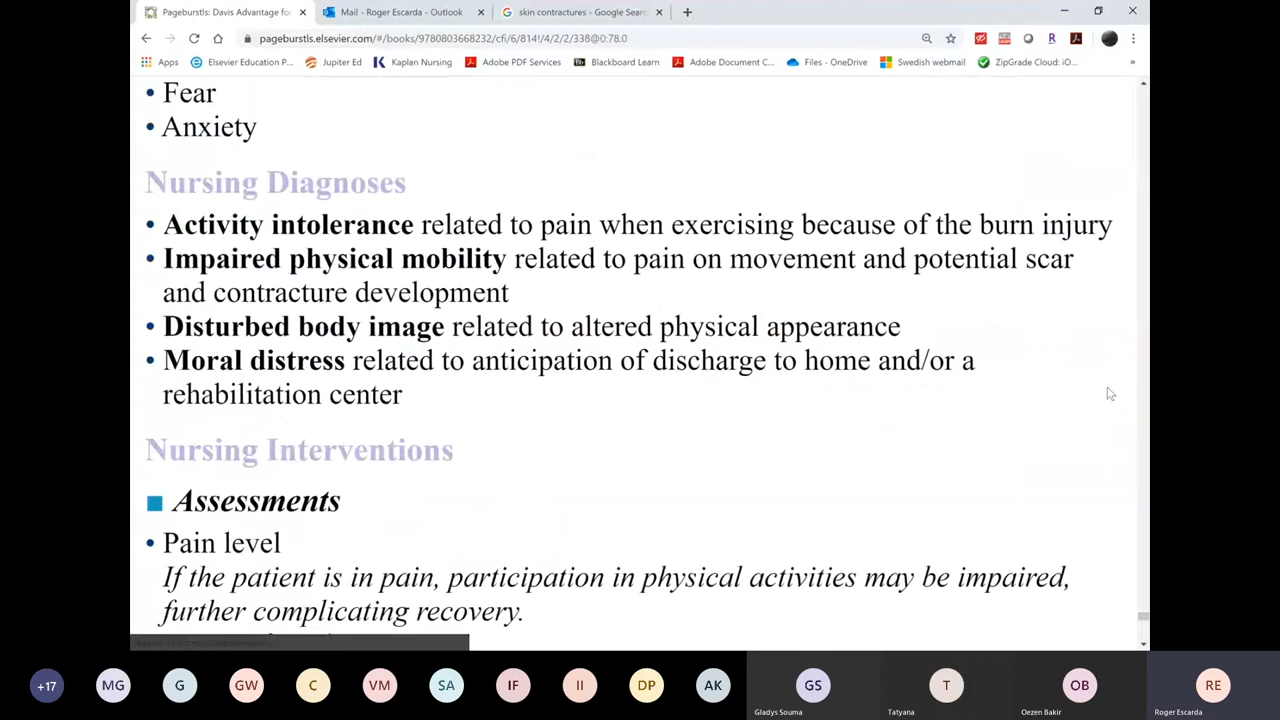 Pageburstls: Davis Advantage fo
Mail - Roger Escarda - Outlook
skin contractures - Google Sear
pageburstls.elsevier.com/#/books/9780803668232/cfi/6/814!/4/2/2/338@0:78.0
Apps
Elsevier Education P...
Jupiter Ed
Kaplan Nursing
Adobe PDF Services
Blackboard Learn
Adobe Document C...
Files - OneDrive
Swedish webmail
ZipGrade Cloud: iO...
»
• Fear
• Anxiety
Nursing Diagnoses
• Activity intolerance related to pain when exercising because of the burn injury
• Impaired physical mobility related to pain on movement and potential scar
and contracture development
• Disturbed body image related to altered physical appearance
• Moral distress related to anticipation of discharge to home and/or a
rehabilitation center
Nursing Interventions
Assessments
• Pain level
If the patient is in pain, participation in physical activities may be impaired,
further complicating recovery.
+17
MG
G
GW
C
VM
SA
IF
II
DP
AK
GS
Gladys Souma
T
Tatyana
OB
Oezen Bakir
RE
Roger Escarda